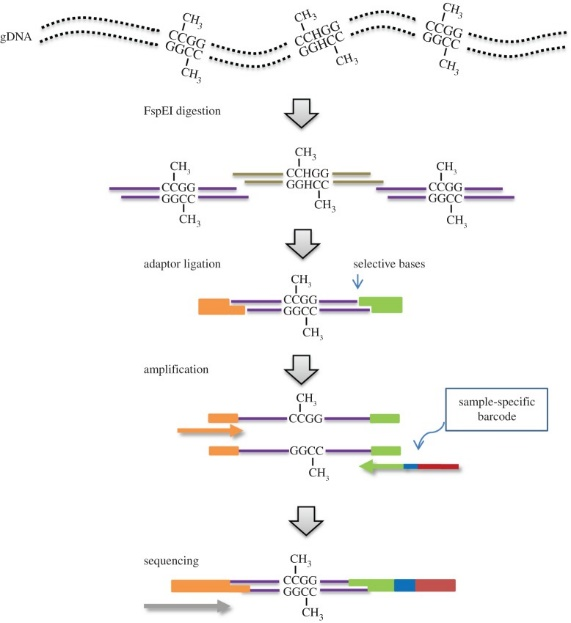 gDNA
CH3
CCGG
GGCC
CH3
CH3
CCHGG
GGHCC
CH3
CH3
CCGG
GGCC
CH3
FspEI digestion
CH3
CCGG
GGCC
CH3
CH3
CCHGG
GGHCC
CH3
CH3
CCGG
GGCC
CH3
adaptor ligation
selective bases
CH3
CCGG
GGCC
CH3
amplification
CH3
CCGG
sample-specific
barcode
GGCC
CH3
sequencing
CH3
CCGG
GGCC
CH3